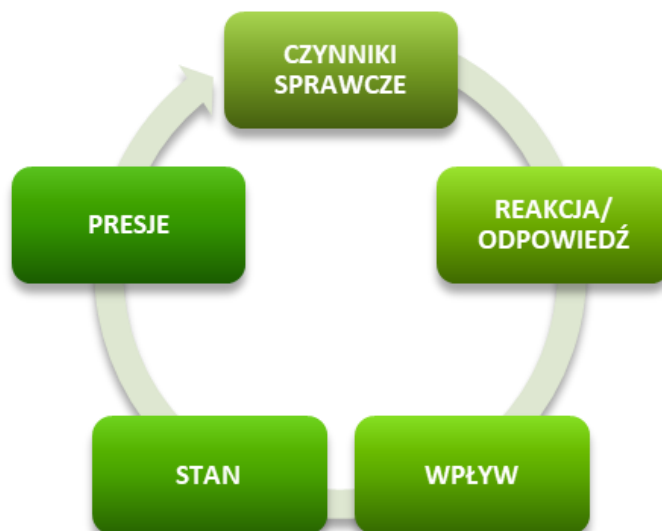 CZYNNIKI
SPRAWCZE
REAKCJA/
ODPOWIEDŹ
WPŁYW
STAN
PRESJE